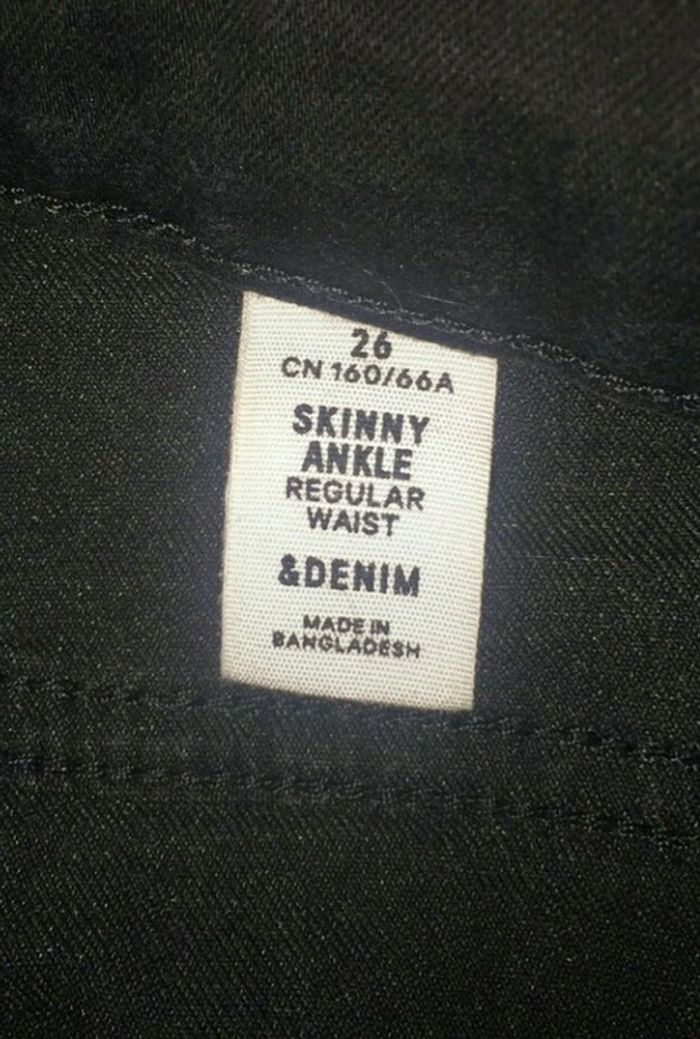 26
CN 160/66A
SKINNY
ANKLE
REGULAR
WAIST
&DENIM
MADE IN
BANGLADESH